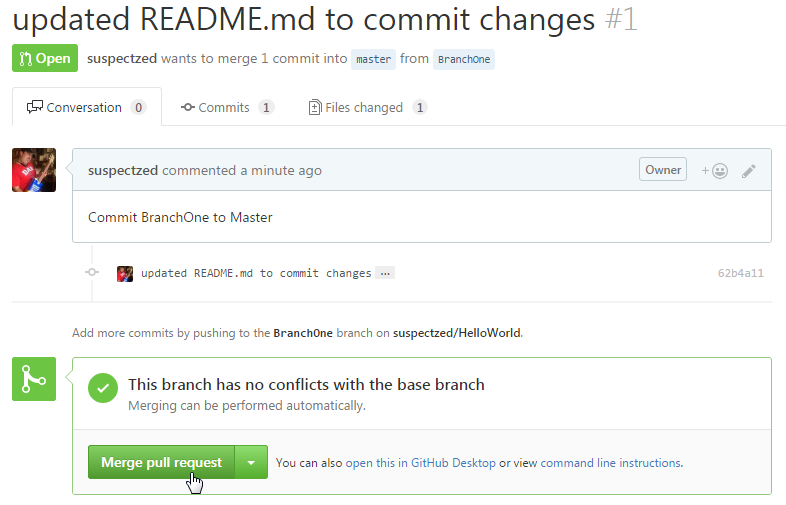 updated README.md to commit changes #1
Open suspectzed wants to merge 1 commit into master from BranchOne
Conversation 0 Commits 1 Files changed 1
suspectzed commented a minute ago Owner +
Commit BranchOne to Master
updated README.md to commit changes … 62b4a11
Add more commits by pushing to the BranchOne branch on suspectzed/HelloWorld.
This branch has no conflicts with the base branch
Merging can be performed automatically.
Merge pull request You can also open this in GitHub Desktop or view command line instructions.